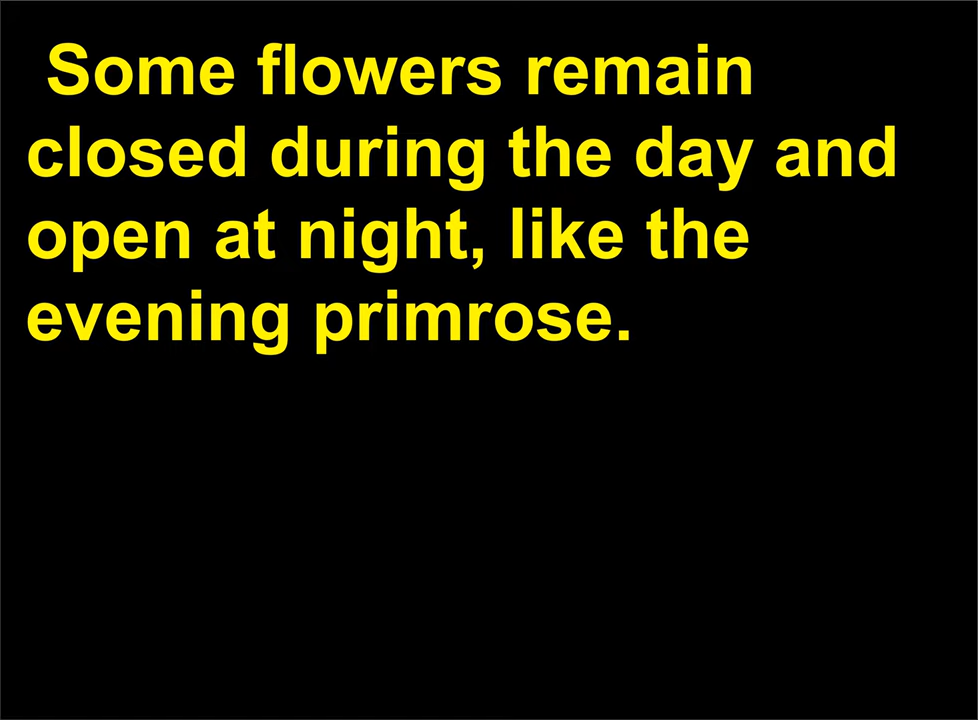 Some flowers remain
closed during the day and
open at night, like the
evening primrose.